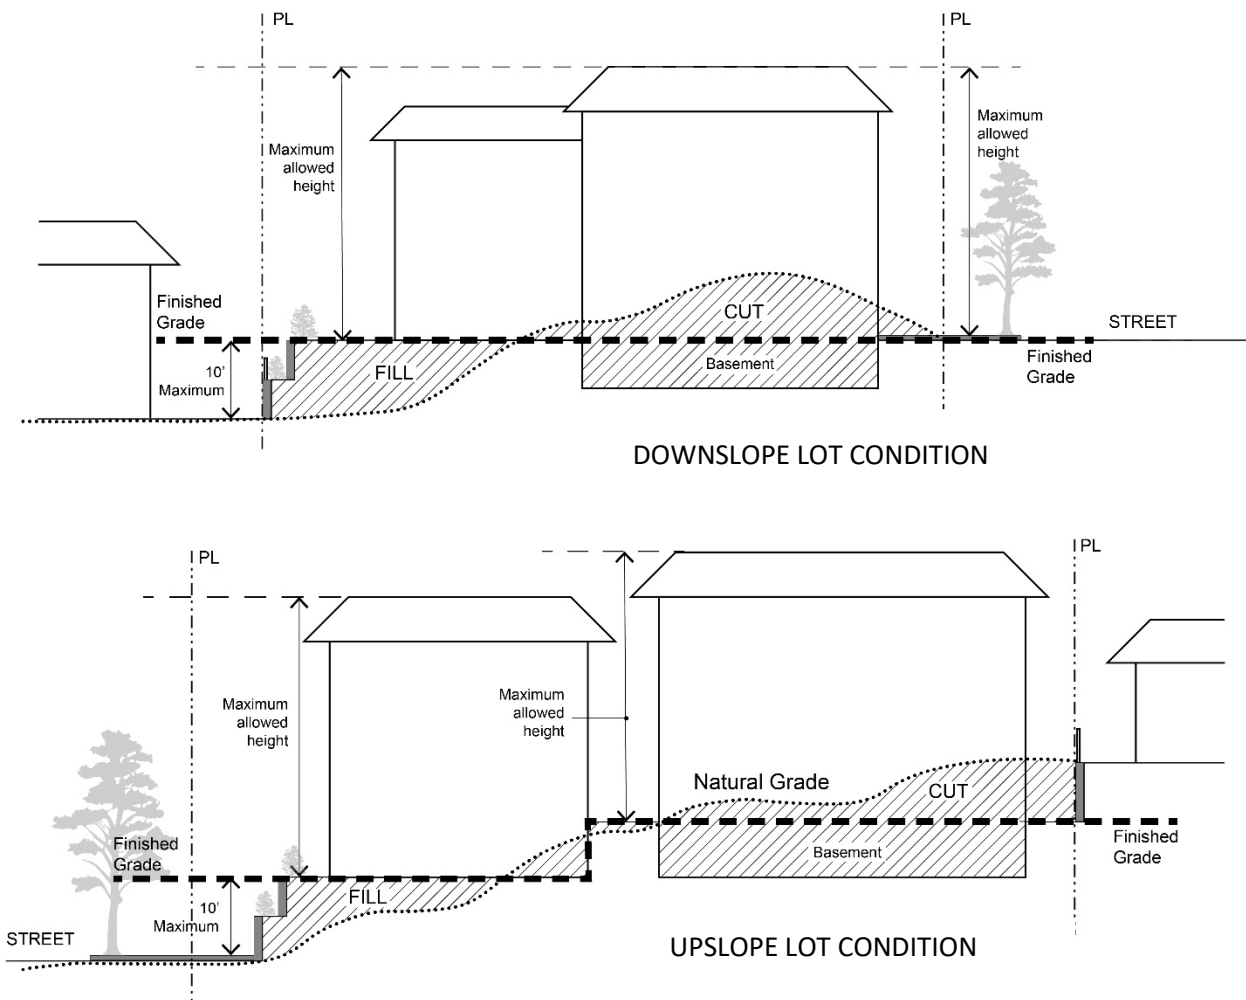 PL
PL
Maximum
allowed
height
Maximum
allowed
height
Finished
Grade
CUT
STREET
Finished
Grade
10'
Maximum
FILL
Basement
DOWNSLOPE LOT CONDITION
PL
PL
Maximum
allowed
height
Maximum
allowed
height
Natural Grade
CUT
Finished
Grade
Finished
Grade
Basement
FILL
10'
Maximum
STREET
UPSLOPE LOT CONDITION